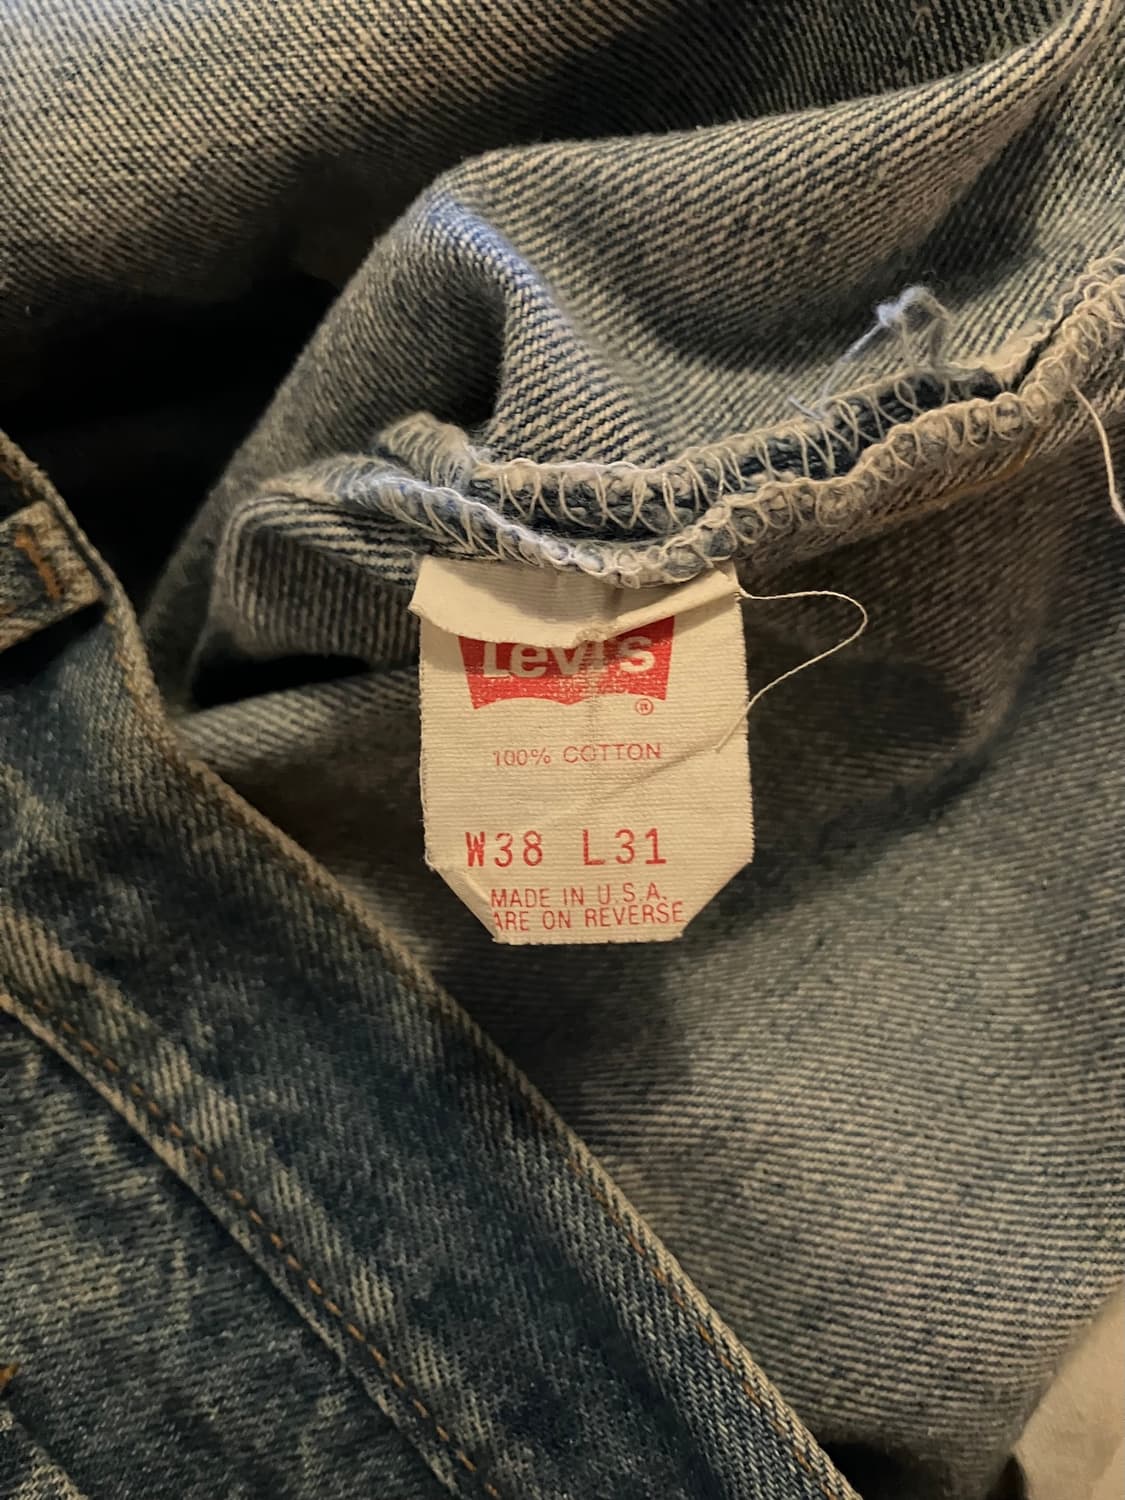 Levi's
®
100% COTTON
W38 L31
MADE IN U.S.A.
ARE ON REVERSE